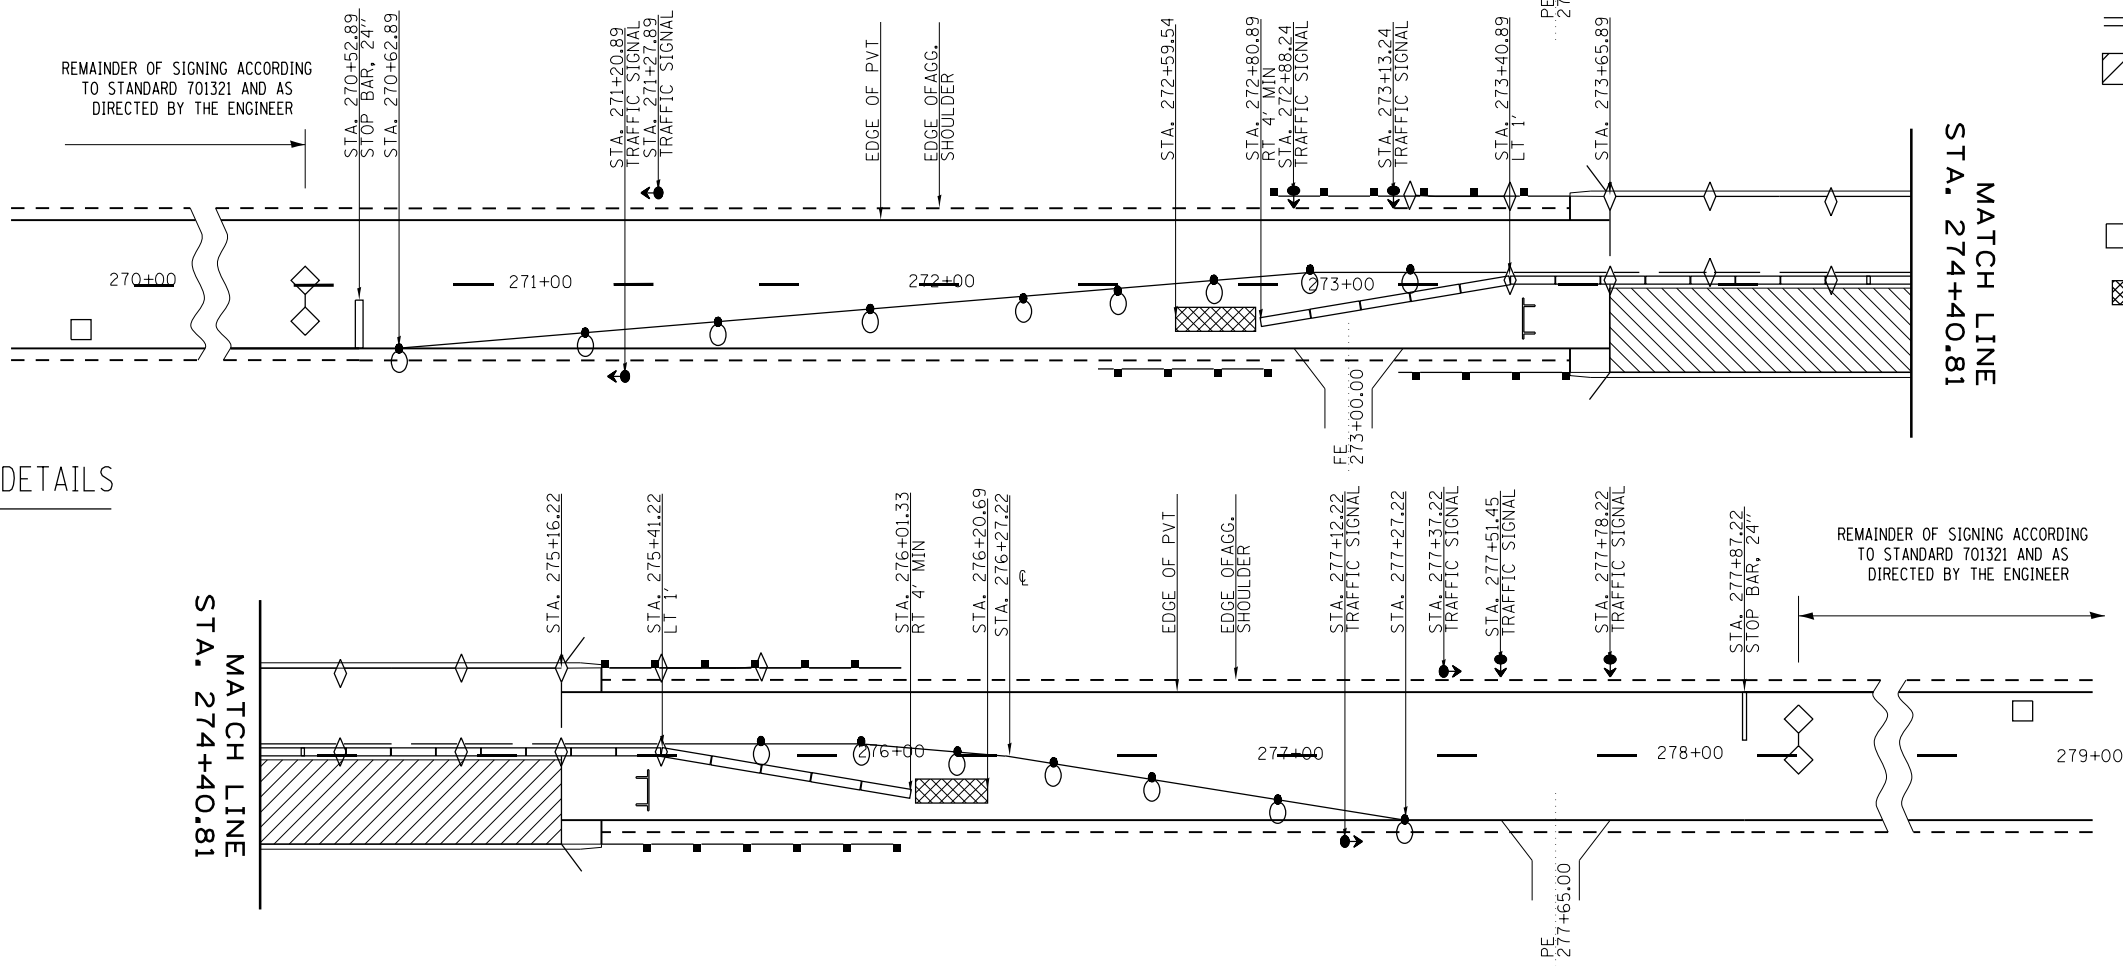 REMAINDER OF SIGNING ACCORDING
TO STANDARD 701321 AND AS
DIRECTED BY THE ENGINEER
STA. 270+52.89
STOP BAR, 24"
STA. 270+62.89
STA. 271+20.89
TRAFFIC SIGNAL
STA. 271+27.89
TRAFFIC SIGNAL
EDGE OF PVT
EDGE OF AGG.
SHOULDER
STA. 272+59.54
STA. 272+80.89
RT 4' MIN
STA. 272+88.24
TRAFFIC SIGNAL
STA. 273+13.24
TRAFFIC SIGNAL
STA. 273+40.89
LT 1'
STA. 273+65.89
PE
27
MATCH LINE
STA. 274+40.81
270+00
271+00
272+00
273+00
FE
273+00.00
DETAILS
STA. 275+16.22
STA. 275+41.22
LT 1'
STA. 276+01.33
RT 4' MIN
STA. 276+20.69
STA. 276+27.22
℄
EDGE OF PVT
EDGE OF AGG.
SHOULDER
STA. 277+12.22
TRAFFIC SIGNAL
STA. 277+27.22
STA. 277+37.22
TRAFFIC SIGNAL
STA. 277+51.45
TRAFFIC SIGNAL
STA. 277+78.22
TRAFFIC SIGNAL
STA. 277+87.22
STOP BAR, 24"
REMAINDER OF SIGNING ACCORDING
TO STANDARD 701321 AND AS
DIRECTED BY THE ENGINEER
MATCH LINE
STA. 274+40.81
276+00
277+00
278+00
279+00
PE
277+65.00